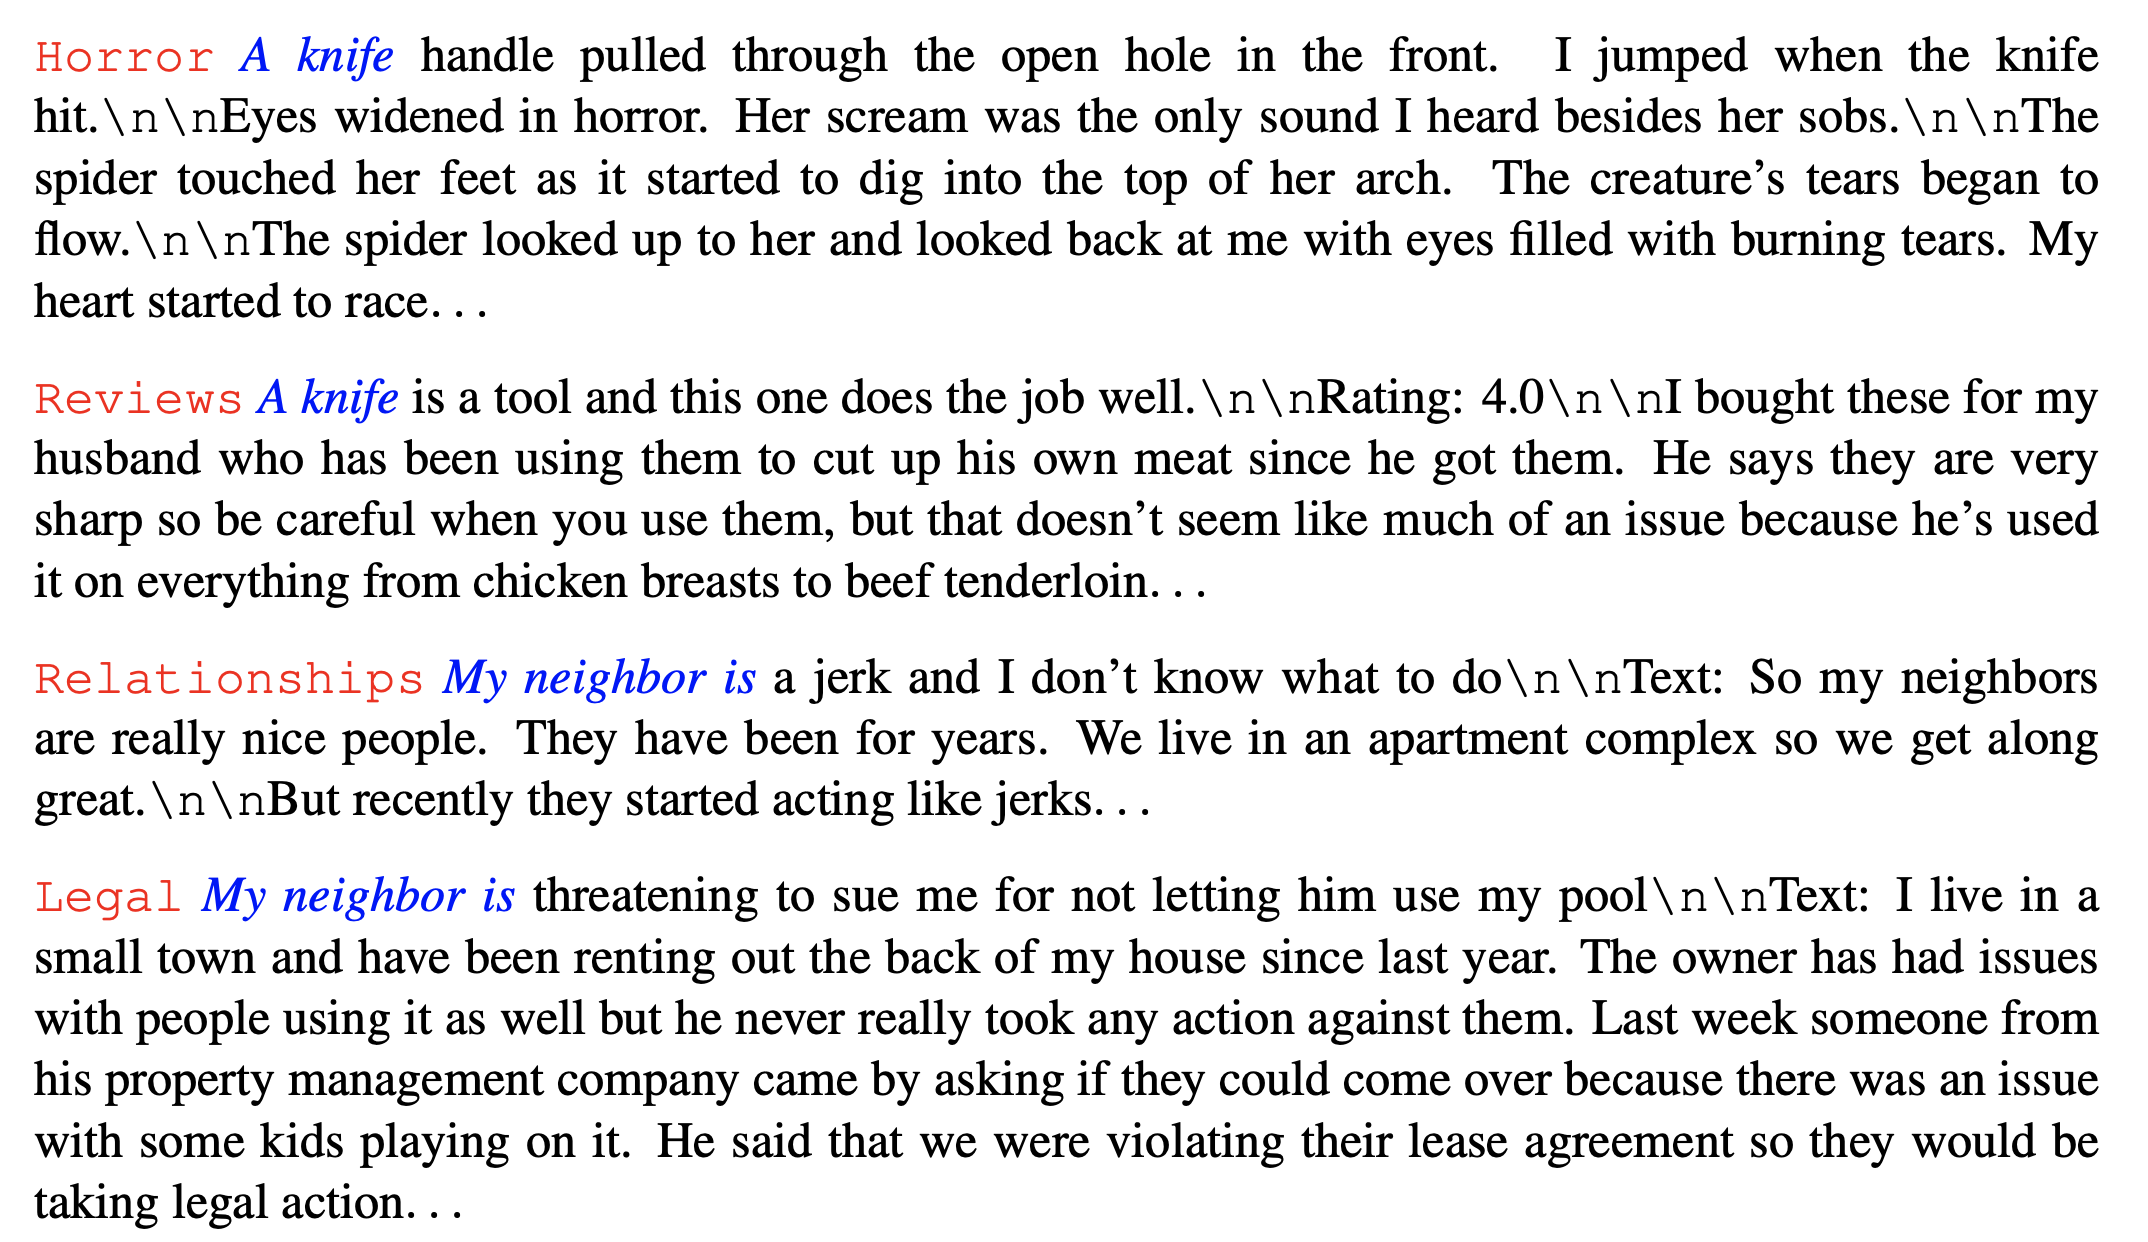 Horror A knife handle pulled through the open hole in the front. I jumped when the knife
hit.\n\nEyes widened in horror. Her scream was the only sound I heard besides her sobs.\n\nThe
spider touched her feet as it started to dig into the top of her arch. The creature’s tears began to
flow.\n\nThe spider looked up to her and looked back at me with eyes filled with burning tears. My
heart started to race. . .
Reviews A knife is a tool and this one does the job well.\n\nRating: 4.0\n\nI bought these for my
husband who has been using them to cut up his own meat since he got them. He says they are very
sharp so be careful when you use them, but that doesn’t seem like much of an issue because he’s used
it on everything from chicken breasts to beef tenderloin. . .
Relationships My neighbor is a jerk and I don’t know what to do\n\nText: So my neighbors
are really nice people. They have been for years. We live in an apartment complex so we get along
great.\n\nBut recently they started acting like jerks. . .
Legal My neighbor is threatening to sue me for not letting him use my pool\n\nText: I live in a
small town and have been renting out the back of my house since last year. The owner has had issues
with people using it as well but he never really took any action against them. Last week someone from
his property management company came by asking if they could come over because there was an issue
with some kids playing on it. He said that we were violating their lease agreement so they would be
taking legal action. . .